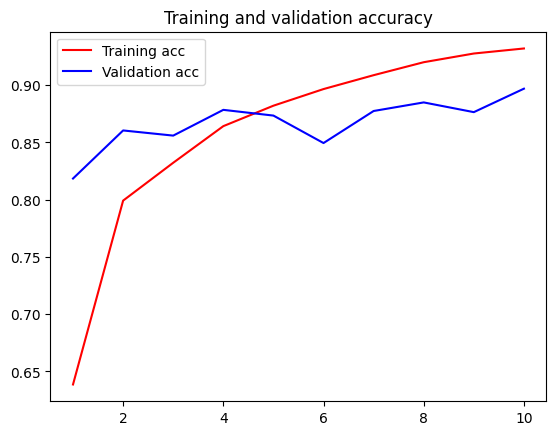 Training and validation accuracy
Training acc
Validation acc
0.90
0.85
0.80
0.75
0.70
0.65
2 4 6 8 10